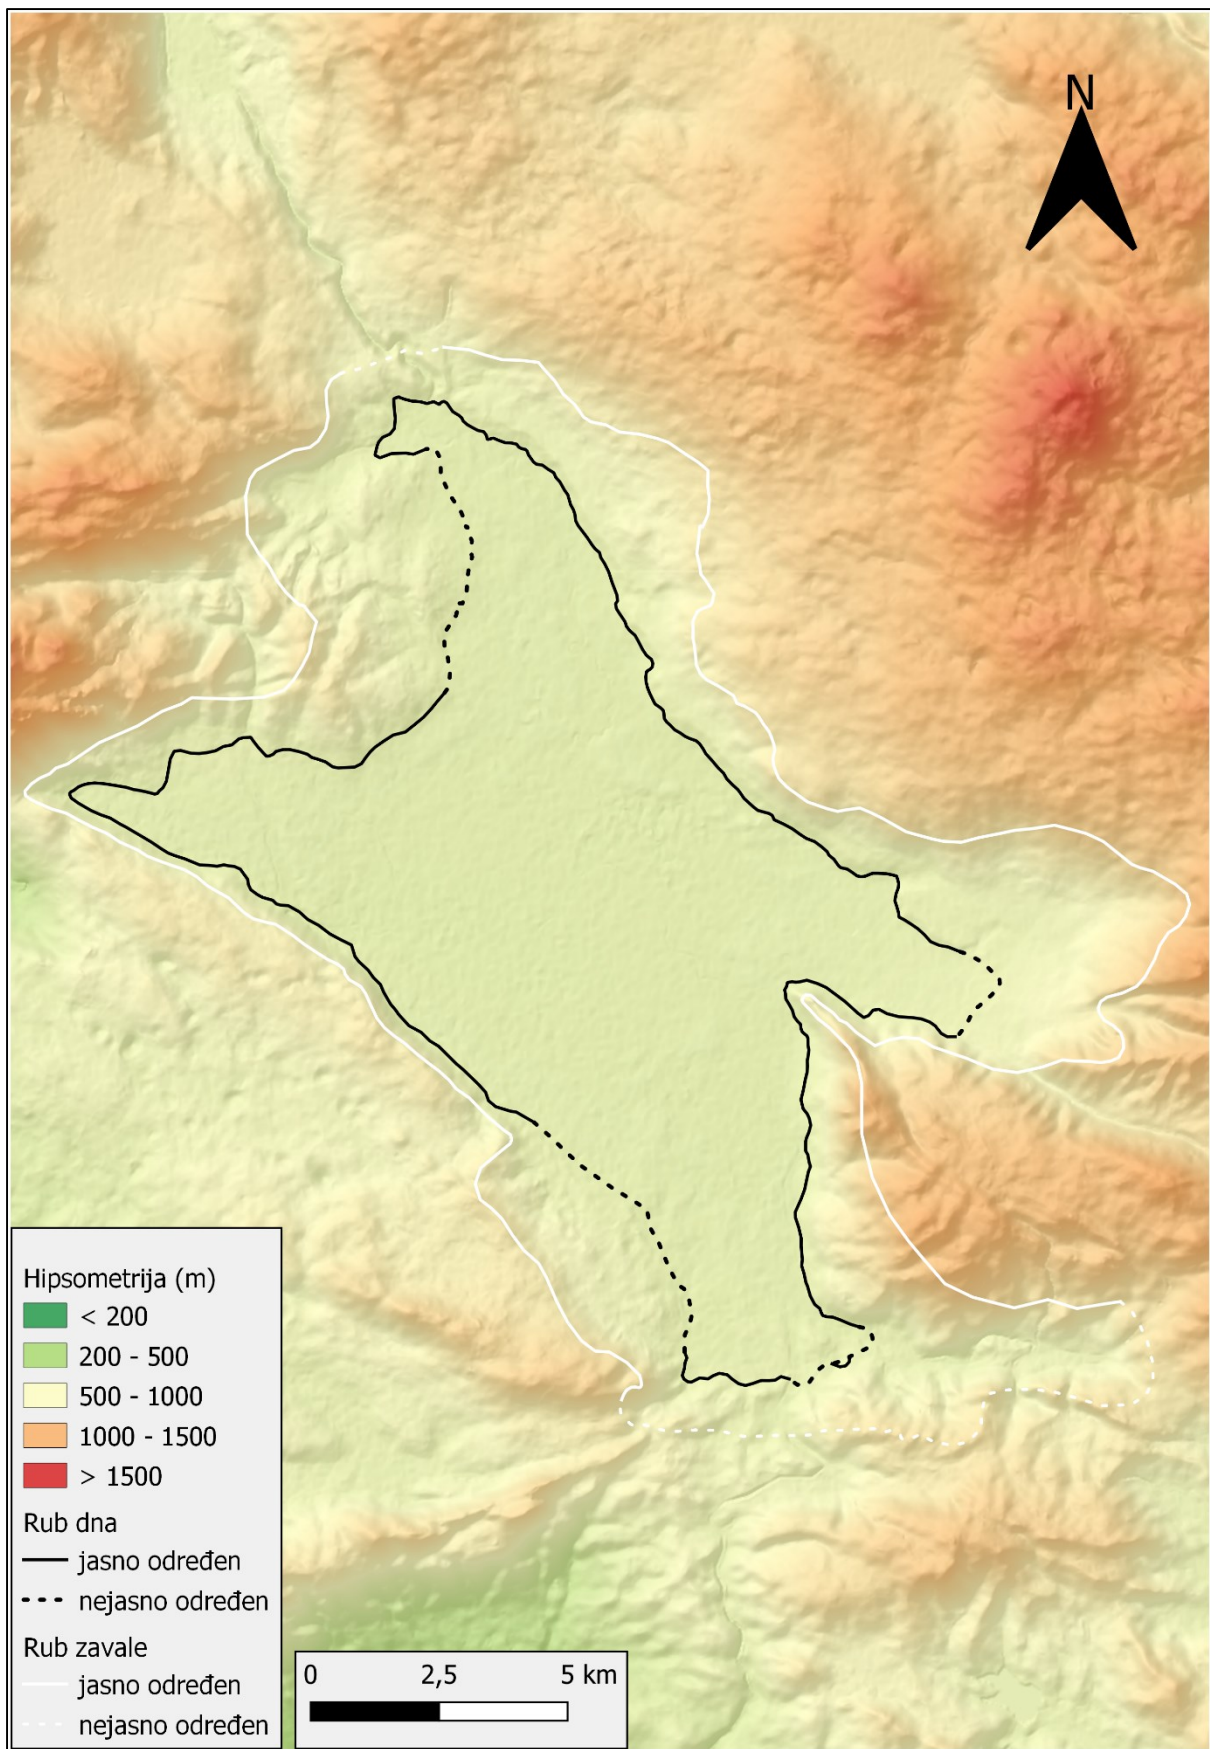 N
Hipsometrija (m)
< 200
200 - 500
500 - 1000
1000 - 1500
> 1500
Rub dna
jasno određen
nejasno određen
Rub zavale
jasno određen
nejasno određen
0 2,5 5 km